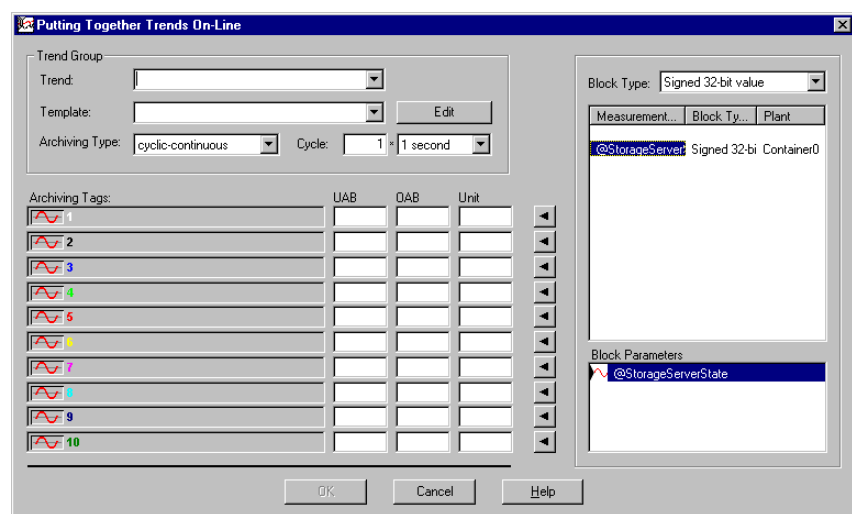 Putting Together Trends On-Line
Trend Group
Trend:
Template:
Edit
Archiving Type: cyclic-continuous Cycle: 1 * 1 second
Archiving Tags: UAB OAB Unit
1
2
3
4
5
6
7
8
9
10
Block Type: Signed 32-bit value
Measurement... Block Ty... Plant
@StorageServer Signed 32-bi Container0
Block Parameters
@StorageServerState
OK Cancel Help